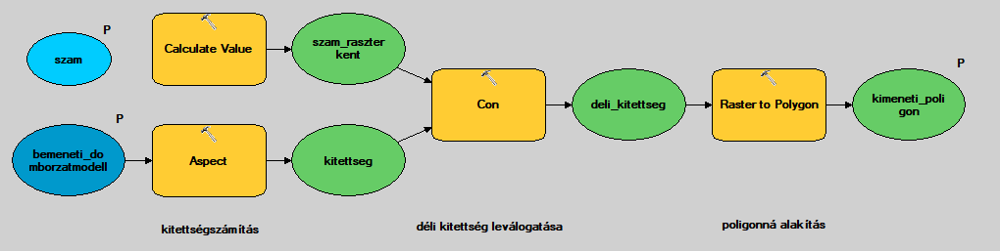 P
szam
Calculate Value
szam_raszter
kent
Con
deli_kitettseg
Raster to Polygon
P
kimeneti_poli
gon
P
bemeneti_do
mborzatmodell
Aspect
kitettseg
kitettségszámítás
déli kitettség leválogatása
poligonná alakítás